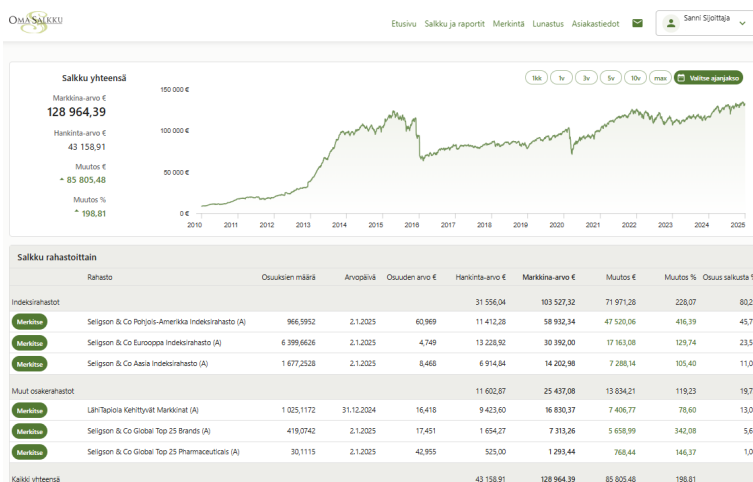 OMA SALKKU
Etusivu Salkku ja raportit Merkintä Lunastus Asiakastiedot Sanni Sijoittaja
Salkku yhteensä
Markkina-arvo €
128 964,39
Hankinta-arvo €
43 158,91
Muutos €
85 805,48
Muutos %
198,81
1kk 1v 3v 5v 10v max Valitse ajanjakso
150 000 €
100 000 €
50 000 €
0 €
2010 2011 2012 2013 2014 2015 2016 2017 2018 2019 2020 2021 2022 2023 2024 2025
Salkku rahastoittain
Rahasto Osuuksien määrä Arvopäivä Osuuden arvo € Hankinta-arvo € Markkina-arvo € Muutos € Muutos % Osuus salkusta %
Indeksirahastot 31 556,04 103 527,32 71 971,28 228,07 80,2
Merkitse Seligson & Co Pohjois-Amerikka Indeksirahasto (A) 966,5952 2.1.2025 60,969 11 412,28 58 932,34 47 520,06 416,39 45,7
Merkitse Seligson & Co Eurooppa Indeksirahasto (A) 6 399,6626 2.1.2025 4,749 13 228,92 30 392,00 17 163,08 129,74 23,5
Merkitse Seligson & Co Aasia Indeksirahasto (A) 1 677,2528 2.1.2025 8,468 6 914,84 14 202,98 7 288,14 105,40 11,0
Muut osakerahastot 11 602,87 25 437,08 13 834,21 119,23 19,7
Merkitse LähiTapiola Kehittyvät Markkinat (A) 1 025,1172 31.12.2024 16,418 9 423,60 16 830,37 7 406,77 78,60 13,0
Merkitse Seligson & Co Global Top 25 Brands (A) 419,0742 2.1.2025 17,451 1 654,27 7 313,26 5 658,99 342,08 5,6
Merkitse Seligson & Co Global Top 25 Pharmaceuticals (A) 30,1115 2.1.2025 42,955 525,00 1 293,44 768,44 146,37 1,0
Kaikki yhteensä 43 158,91 128 964,39 85 805,48 198,81